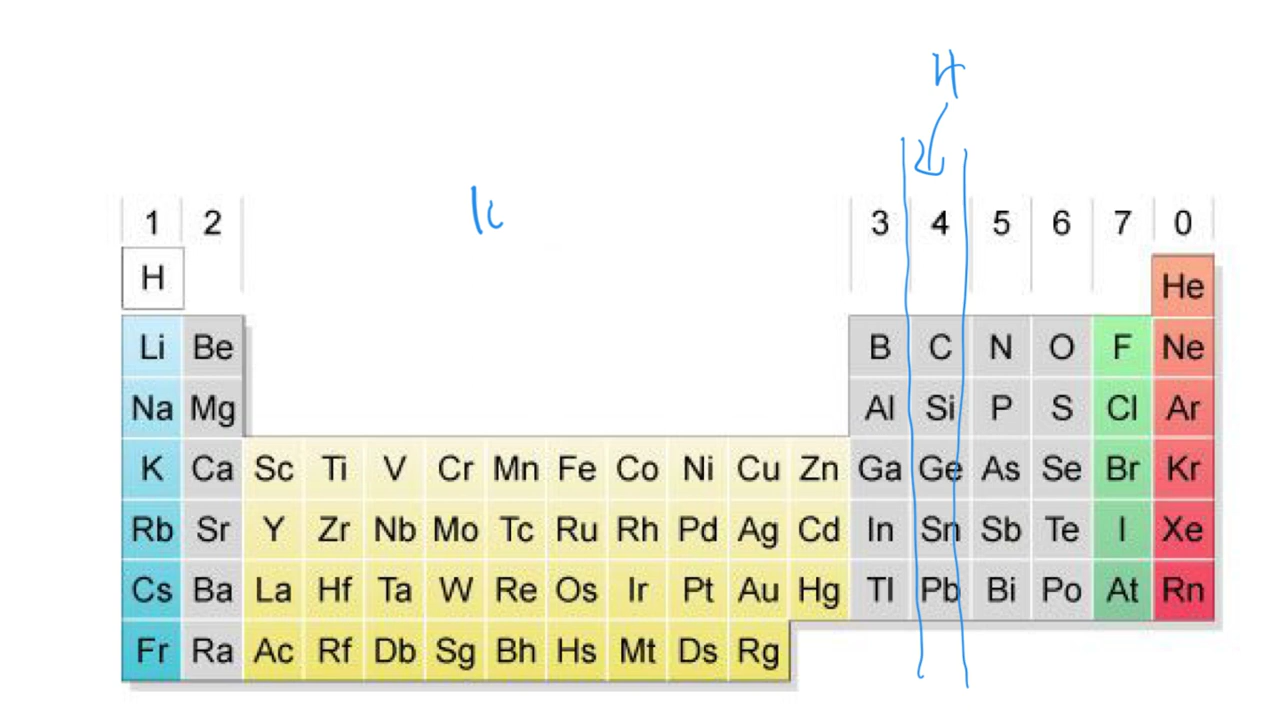 1 2 3 4 5 6 7 0
H He
Li Be B C N O F Ne
Na Mg Al Si P S Cl Ar
K Ca Sc Ti V Cr Mn Fe Co Ni Cu Zn Ga Ge As Se Br Kr
Rb Sr Y Zr Nb Mo Tc Ru Rh Pd Ag Cd In Sn Sb Te I Xe
Cs Ba La Hf Ta W Re Os Ir Pt Au Hg Tl Pb Bi Po At Rn
Fr Ra Ac Rf Db Sg Bh Hs Mt Ds Rg